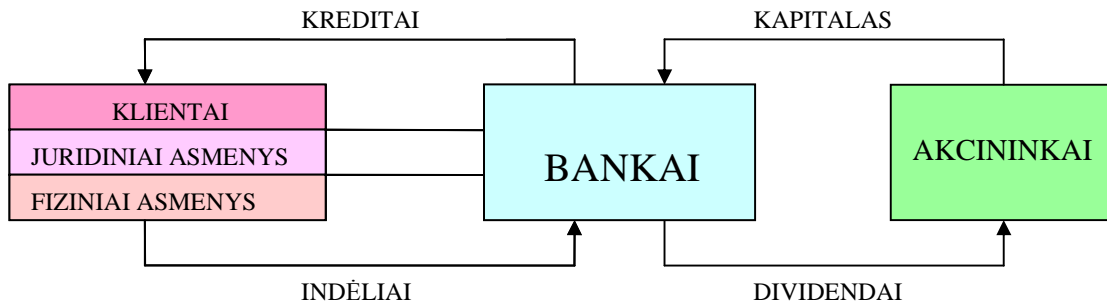 KREDITAI
KAPITALAS
KLIENTAI
JURIDINIAI ASMENYS
FIZINIAI ASMENYS
BANKAI
AKCININKAI
INDĖLIAI
DIVIDENDAI